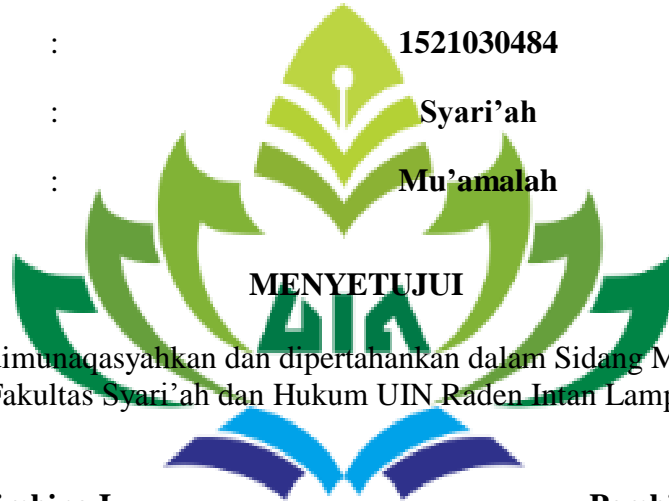 : 1521030484
: Syari’ah
: Mu’amalah
MENYETUJUI
dimunaqasyahkan dan dipertahankan dalam Sidang M
Fakultas Syari’ah dan Hukum UIN Raden Intan Lamp